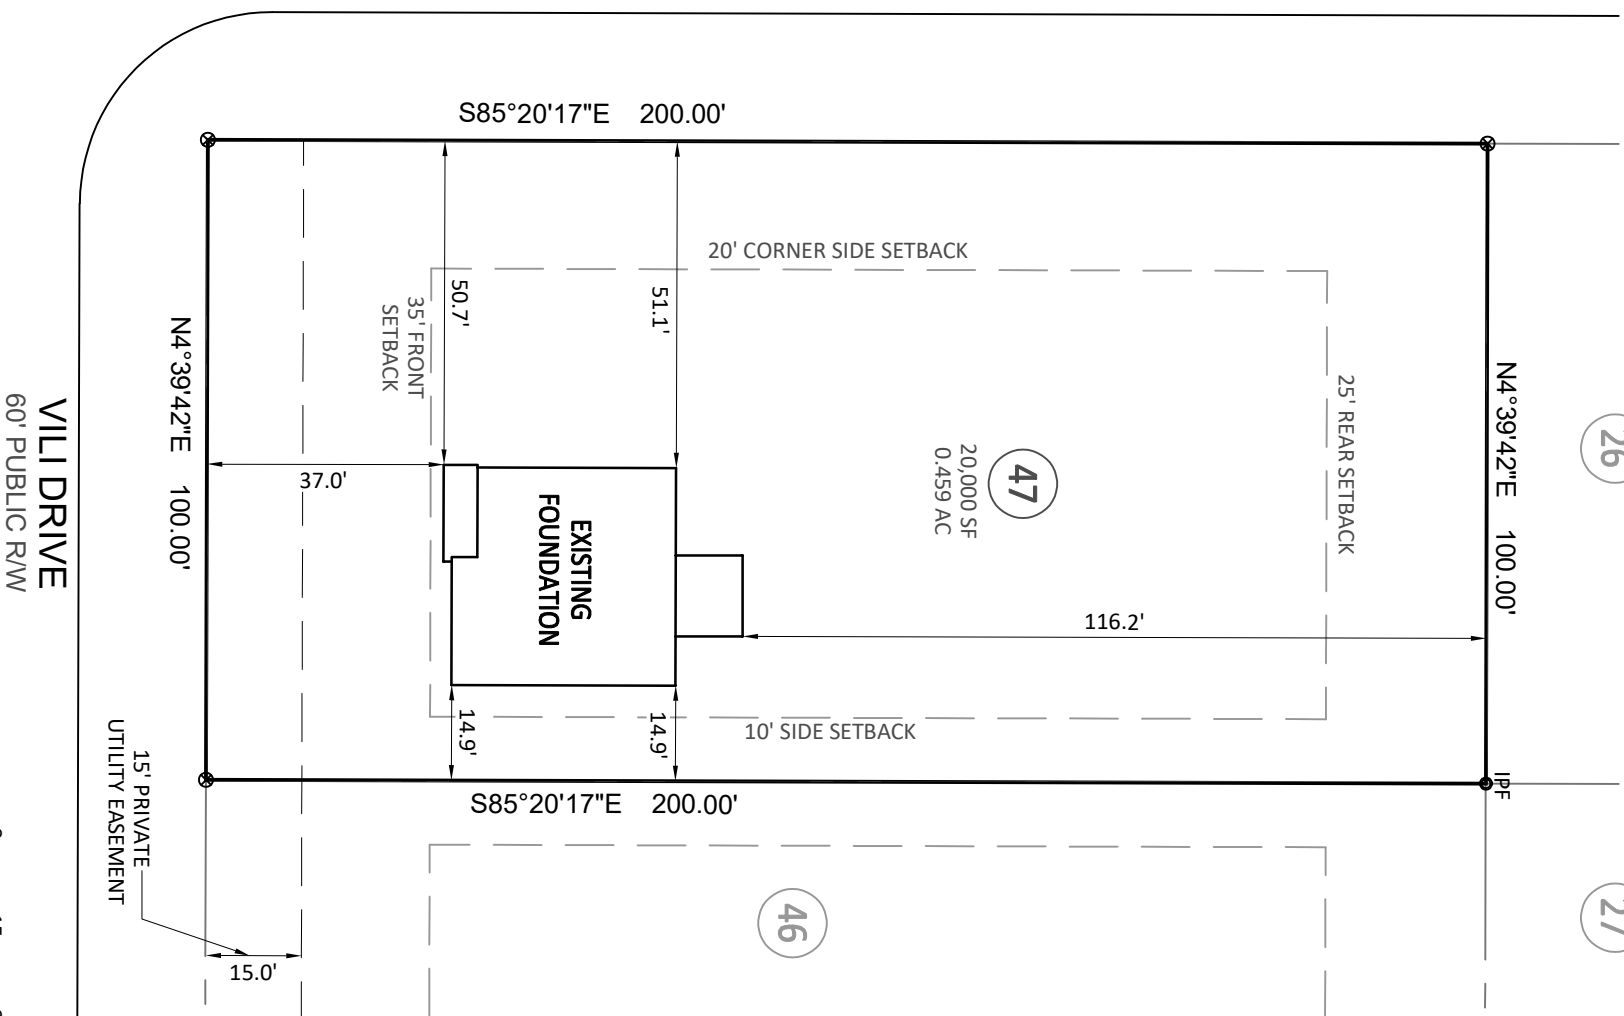 S85°20'17"E 200.00'
20' CORNER SIDE SETBACK
50.7'
51.1'
35' FRONT
SETBACK
25' REAR SETBACK
N4°39'42"E 100.00'
N4°39'42"E 100.00'
26
47
20,000 SF
0.459 AC
37.0'
EXISTING
FOUNDATION
116.2'
VILI DRIVE
60' PUBLIC R/W
14.9'
14.9'
10' SIDE SETBACK
IPF
S85°20'17"E 200.00'
15' PRIVATE
UTILITY EASEMENT
46
27
15.0'